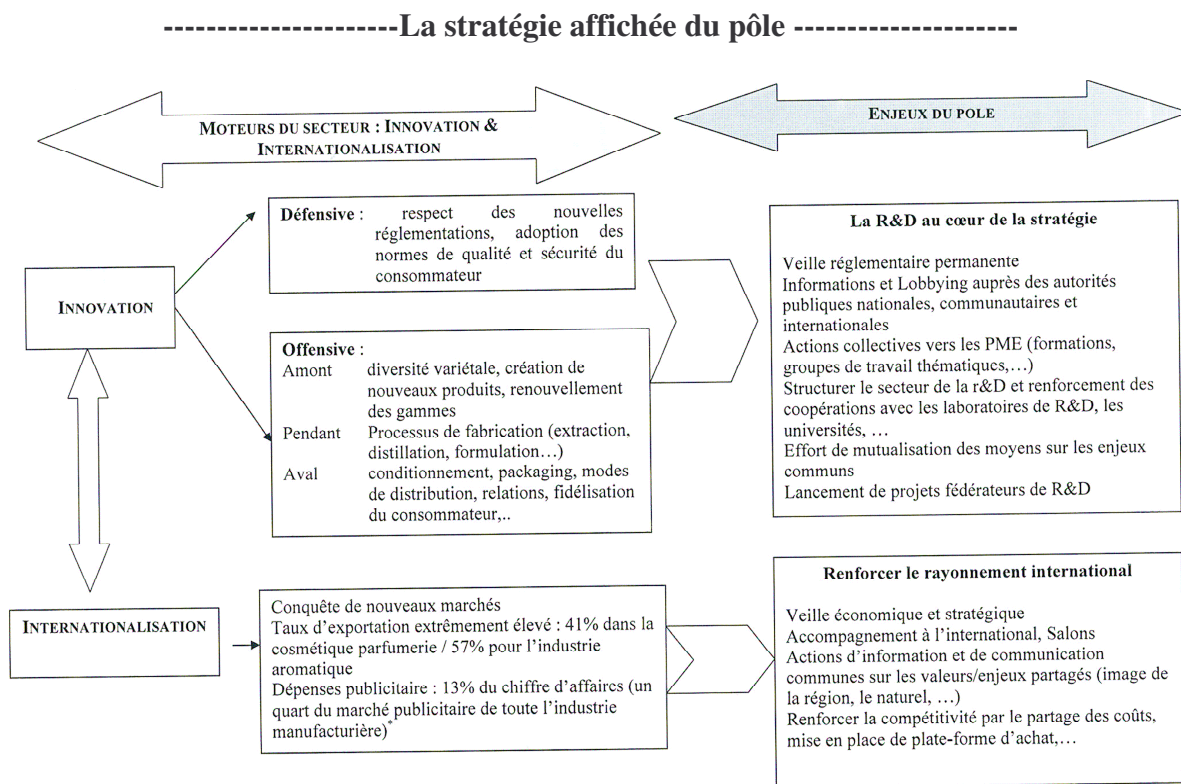 ----------------------La stratégie affichée du pôle ---------------------
MOTEURS DU SECTEUR : INNOVATION &
INTERNATIONALISATION
ENJEUX DU POLE
INNOVATION
Défensive : respect des nouvelles
réglementations, adoption des
normes de qualité et sécurité du
consommateur
Offensive :
Amont diversité variétale, création de
nouveaux produits, renouvellement
des gammes
Pendant Processus de fabrication (extraction,
distillation, formulation…)
Aval conditionnement, packaging, modes
de distribution, relations, fidélisation
du consommateur,..
La R&D au cœur de la stratégie
Veille réglementaire permanente
Informations et Lobbying auprès des autorités
publiques nationales, communautaires et
internationales
Actions collectives vers les PME (formations,
groupes de travail thématiques,…)
Structurer le secteur de la r&D et renforcement des
coopérations avec les laboratoires de R&D, les
universités, …
Effort de mutualisation des moyens sur les enjeux
communs
Lancement de projets fédérateurs de R&D
INTERNATIONALISATION
Conquête de nouveaux marchés
Taux d'exportation extrêmement élevé : 41% dans la
cosmétique parfumerie / 57% pour l'industrie
aromatique
Dépenses publicitaire : 13% du chiffre d'affaires (un
quart du marché publicitaire de toute l'industrie
manufacturière)*
Renforcer le rayonnement international
Veille économique et stratégique
Accompagnement à l'international, Salons
Actions d'information et de communication
communes sur les valeurs/enjeux partagés (image de
la région, le naturel, …)
Renforcer la compétitivité par le partage des coûts,
mise en place de plate-forme d'achat,…